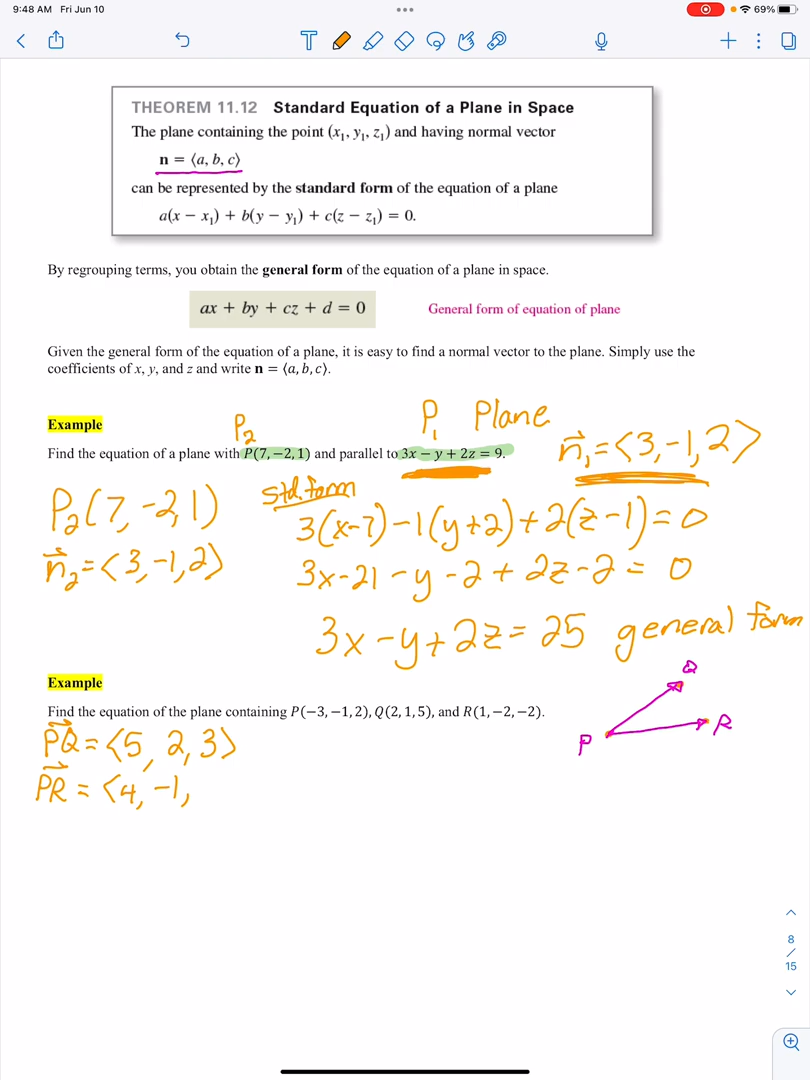 9:48 AM Fri Jun 10
69%
THEOREM 11.12 Standard Equation of a Plane in Space
The plane containing the point (x₁, y₁, z₁) and having normal vector
n = ⟨a, b, c⟩
can be represented by the standard form of the equation of a plane
a(x − x₁) + b(y − y₁) + c(z − z₁) = 0.
By regrouping terms, you obtain the general form of the equation of a plane in space.
ax + by + cz + d = 0 General form of equation of plane
Given the general form of the equation of a plane, it is easy to find a normal vector to the plane. Simply use the
coefficients of x, y, and z and write n = ⟨a, b, c⟩.
Example
P₂ P₁ Plane
Find the equation of a plane with P(7, −2, 1) and parallel to 3x − y + 2z = 9.
n⃗₁ = <3, -1, 2>
P₂(7, -2, 1)
std. form
3(x-7) -1(y+2) + 2(z-1) = 0
n⃗₂ = <3, -1, 2>
3x - 21 - y - 2 + 2z - 2 = 0
3x - y + 2z = 25 general form
Example
Find the equation of the plane containing P(−3, −1, 2), Q(2, 1, 5), and R(1, −2, −2).
Q
R
P
P⃗Q⃗ = <5, 2, 3>
P⃗R⃗ = <4, -1,
8
/
15